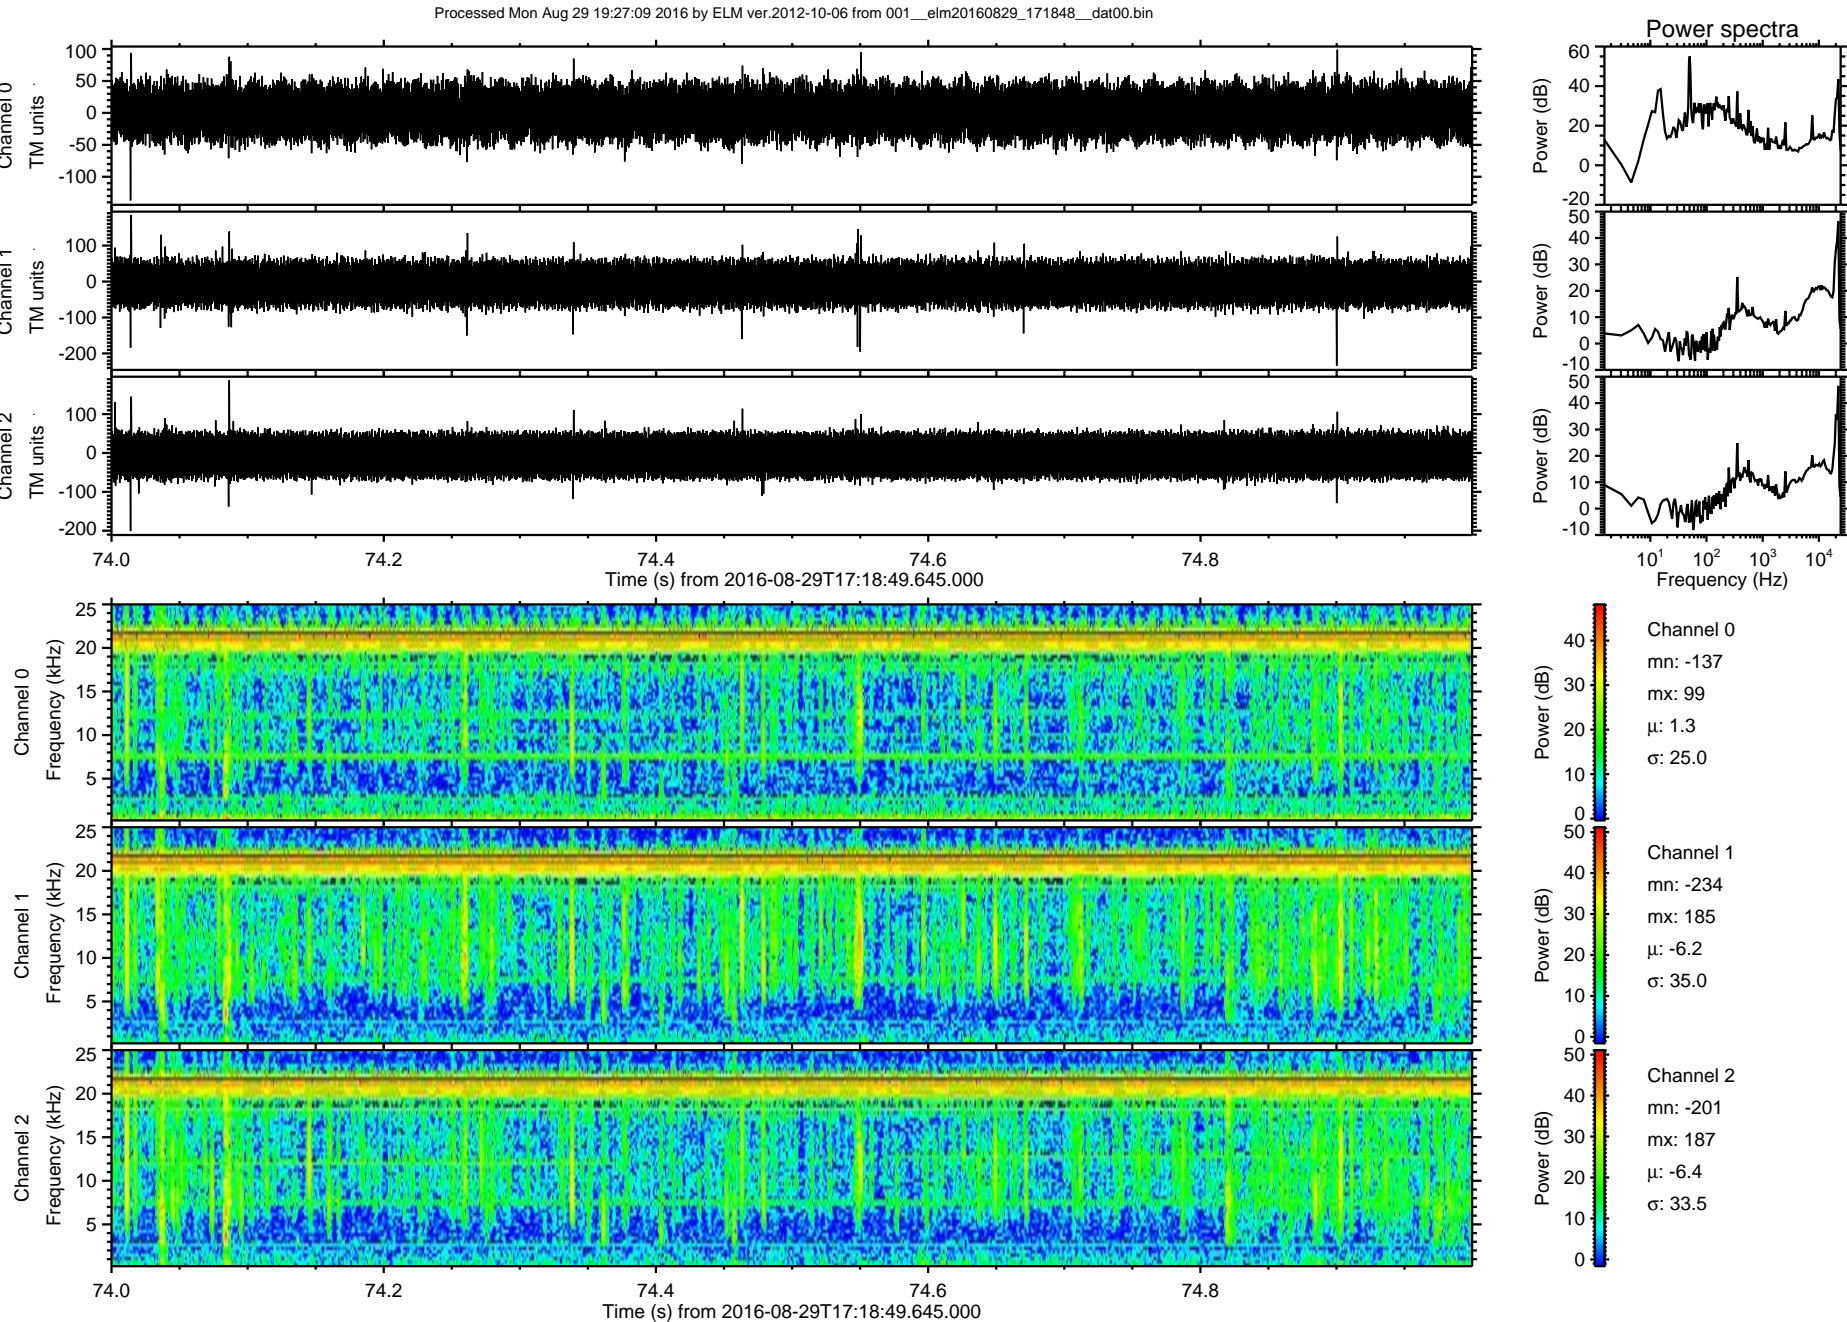 Processed Mon Aug 29 19:27:09 2016 by ELM ver.2012-10-06 from 001__elm20160829_171848__dat00.bin
Power spectra
Channel 0
TM units
100
50
0
-50
-100
Power (dB)
60
40
20
0
-20
Channel 1
TM units
100
0
-100
-200
Power (dB)
50
40
30
20
10
0
-10
Channel 2
TM units
100
0
-100
-200
Power (dB)
50
40
30
20
10
0
-10
74.0 74.2 74.4 74.6 74.8
Time (s) from 2016-08-29T17:18:49.645.000
10^1 10^2 10^3 10^4
Frequency (Hz)
Channel 0
Frequency (kHz)
25
20
15
10
5
Power (dB)
40
30
20
10
0
Channel 0
mn: -137
mx: 99
μ: 1.3
σ: 25.0
Channel 1
Frequency (kHz)
25
20
15
10
5
Power (dB)
50
40
30
20
10
0
Channel 1
mn: -234
mx: 185
μ: -6.2
σ: 35.0
Channel 2
Frequency (kHz)
25
20
15
10
5
Power (dB)
50
40
30
20
10
0
Channel 2
mn: -201
mx: 187
μ: -6.4
σ: 33.5
74.0 74.2 74.4 74.6 74.8
Time (s) from 2016-08-29T17:18:49.645.000